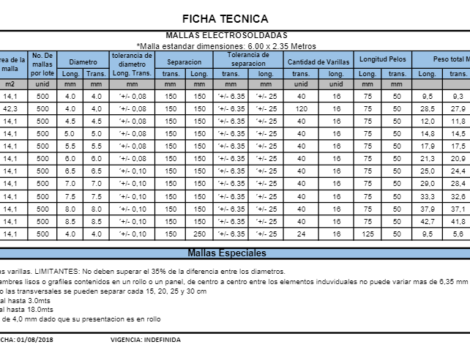 FICHA TECNICA
MALLAS ELECTROSOLDADAS
*Malla estandar dimensiones: 6.00 x 2.35 Metros
rea de la malla No. De mallas por lote Diametro tolerancia de diametro Separacion Tolerancia de separacion Cantidad de Varillas Longitud Pelos Peso total M
Long. Trans. Long. Trans. trans. Long. trans. long. trans. Long. Long. trans. Long. trans.
m2 unid mm mm mm mm mm mm unid unid mm mm
14,1 500 4.0 4.0 '+/- 0,08 150 150 '+/- 6.35 '+/- 25 40 16 75 50 9,5 9,3
42,3 500 4.0 4.0 '+/- 0,08 150 150 '+/- 6.35 '+/- 25 120 16 75 50 28,5 27,9
14,1 500 4.5 4.5 '+/- 0,08 150 150 '+/- 6.35 '+/- 25 40 16 75 50 12,0 11,8
14,1 500 5.0 5.0 '+/- 0,08 150 150 '+/- 6.35 '+/- 25 40 16 75 50 14,8 14,5
14,1 500 5.5 5.5 '+/- 0,08 150 150 '+/- 6.35 '+/- 25 40 16 75 50 17,9 17,5
14,1 500 6.0 6.0 '+/- 0,08 150 150 '+/- 6.35 '+/- 25 40 16 75 50 21,3 20,9
14,1 500 6.5 6.5 '+/- 0,10 150 150 '+/- 6.35 '+/- 25 40 16 75 50 25,0 24,4
14,1 500 7.0 7.0 '+/- 0,10 150 150 '+/- 6.35 '+/- 25 40 16 75 50 29,0 28,4
14,1 500 7.5 7.5 '+/- 0,10 150 150 '+/- 6.35 '+/- 25 40 16 75 50 33,3 32,6
14,1 500 8.0 8.0 '+/- 0,10 150 150 '+/- 6.35 '+/- 25 40 16 75 50 37,9 37,1
14,1 500 8.5 8.5 '+/- 0,10 150 150 '+/- 6.35 '+/- 25 40 16 75 50 42,7 41,8
14,1 500 4.0 4.0 '+/- 0,10 150 250 '+/- 6.35 '+/- 25 24 16 125 50 9,5 5,6
Mallas Especiales
s varillas. LIMITANTES: No deben superar el 35% de la diferencia entre los diametros.
embres lisos o grafiles contenidos en un rollo o un panel, de centro a centro entre los elementos induviduales no puede variar mas de 6,35 mm
o las transversales se pueden separar cada 15, 20, 25 y 30 cm
al hasta 3.0mts
al hasta 18.0mts
de 4,0 mm dado que su presentacion es en rollo
CHA: 01/08/2018 VIGENCIA: INDEFINIDA